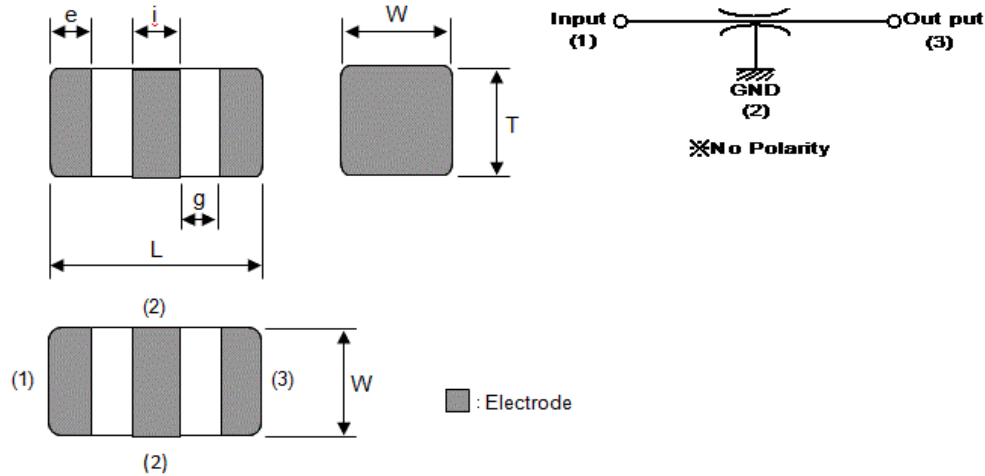 e
i
W
T
g
L
(2)
(1)
(3)
W
(2)
: Electrode
Input
(1)
Out put
(3)
GND
(2)
※No Polarity